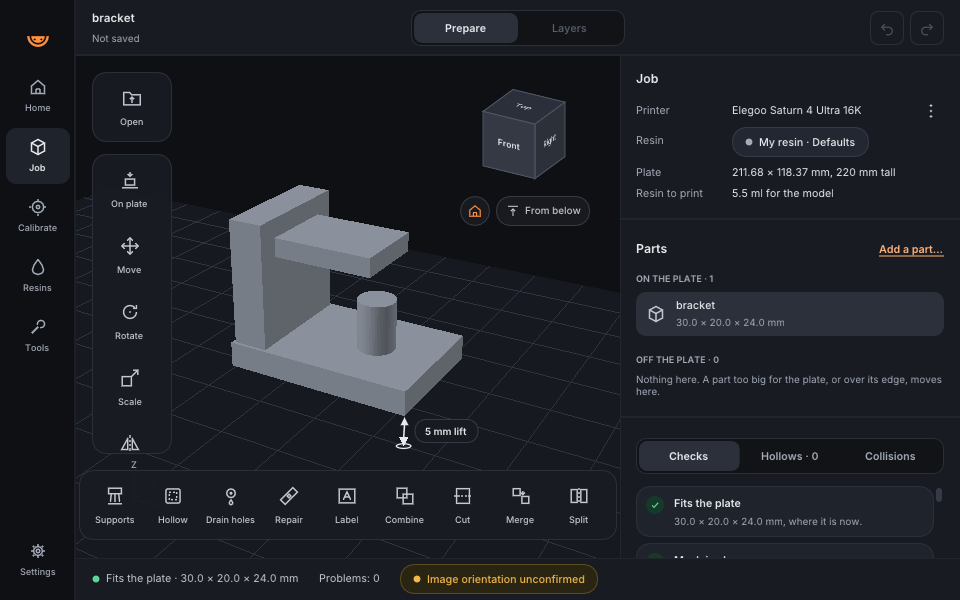 bracket
Not saved
Prepare
Layers
Home
Job
Calibrate
Resins
Tools
Settings
Open
On plate
Move
Rotate
Scale
Z
Top
Front
Right
From below
5 mm lift
Supports
Hollow
Drain holes
Repair
Label
Combine
Cut
Merge
Split
Job
Printer
Elegoo Saturn 4 Ultra 16K
Resin
My resin · Defaults
Plate
211.68 × 118.37 mm, 220 mm tall
Resin to print
5.5 ml for the model
Parts
Add a part...
ON THE PLATE · 1
bracket
30.0 × 20.0 × 24.0 mm
OFF THE PLATE · 0
Nothing here. A part too big for the plate, or over its edge, moves
here.
Checks
Hollows · 0
Collisions
Fits the plate
30.0 × 20.0 × 24.0 mm, where it is now.
Fits the plate · 30.0 × 20.0 × 24.0 mm
Problems: 0
Image orientation unconfirmed